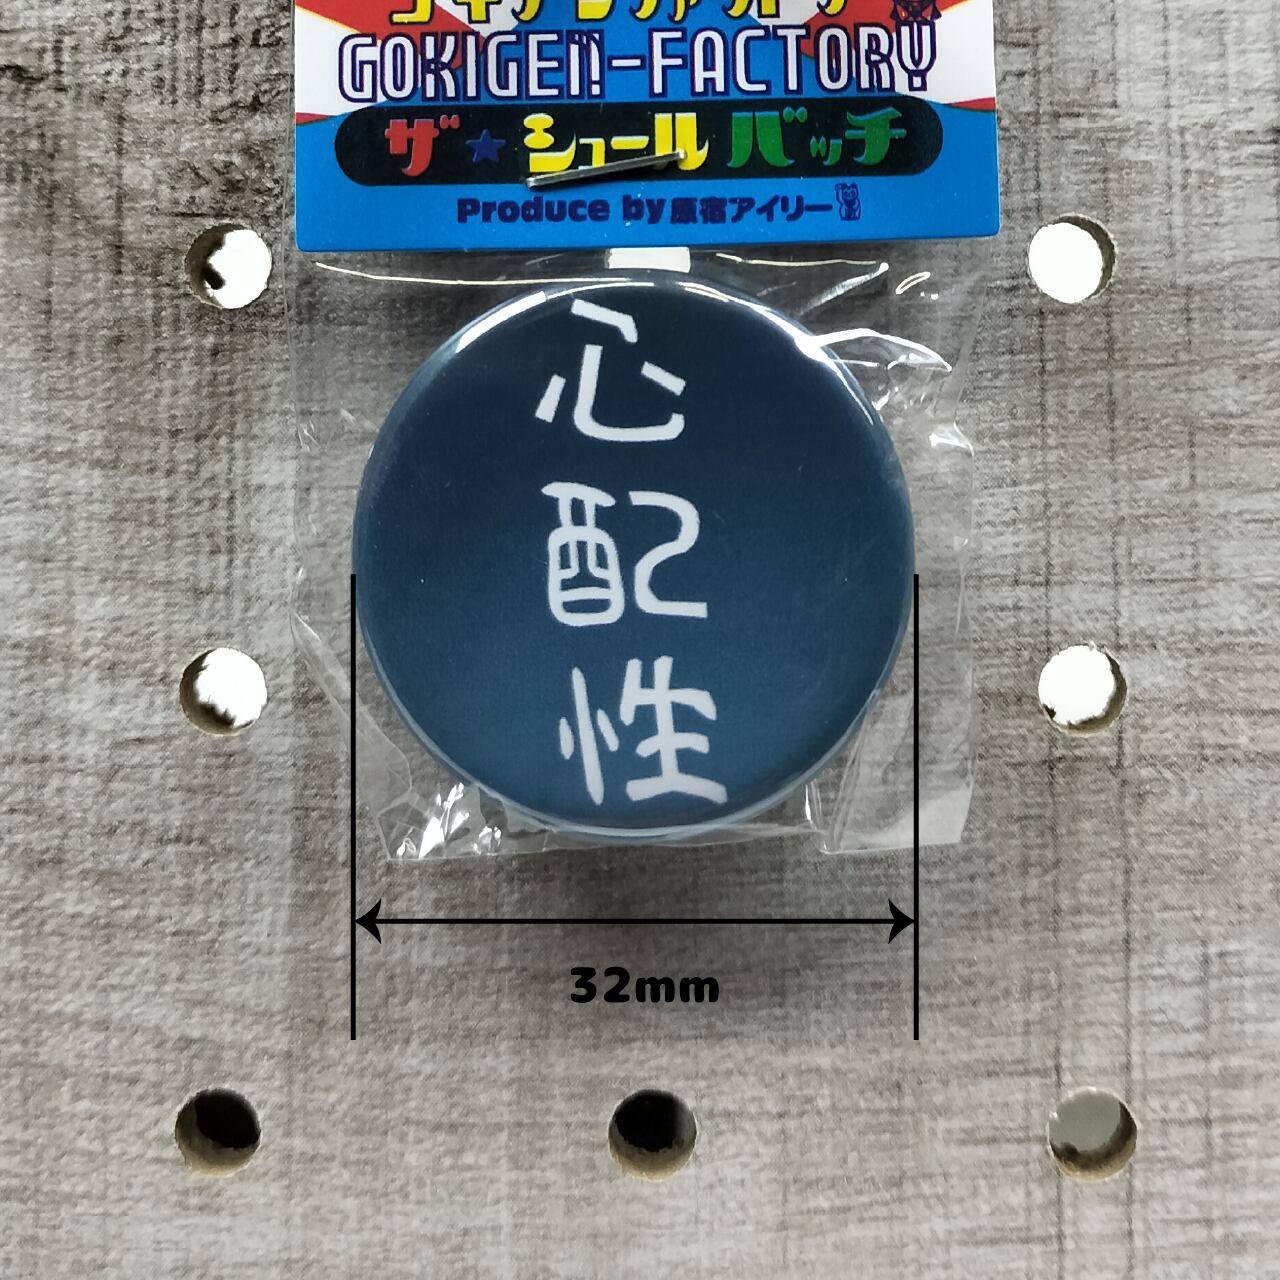 GOKIGEN-FACTORY
ザ★シュールバッチ
Produce by 原宿アイリー
心配性
32mm